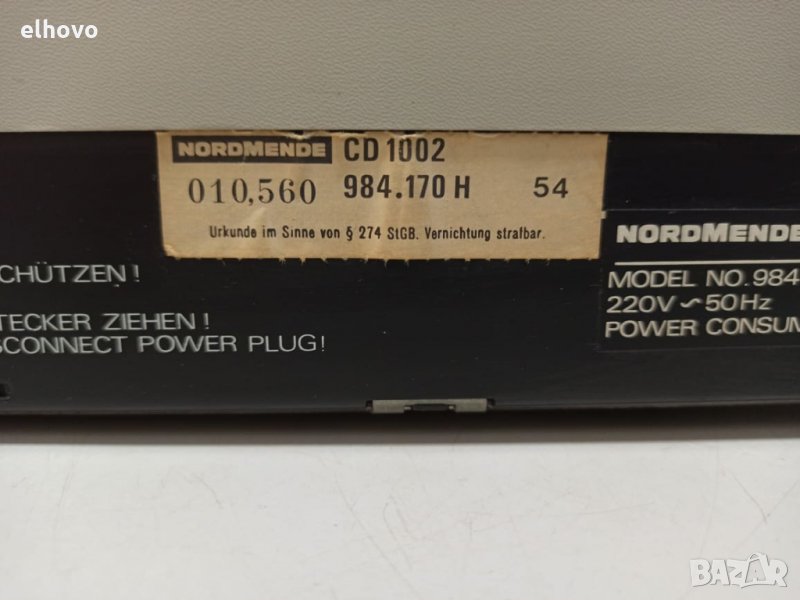 elhovo
NORDMENDE CD 1002
010,560 984.170 H 54
Urkunde im Sinne von § 274 StGB. Vernichtung strafbar.
CHÜTZEN!
TECKER ZIEHEN!
SCONNECT POWER PLUG!
NORDMENDE
MODEL NO. 984
220V ~ 50Hz
POWER CONSUM
BAZAR